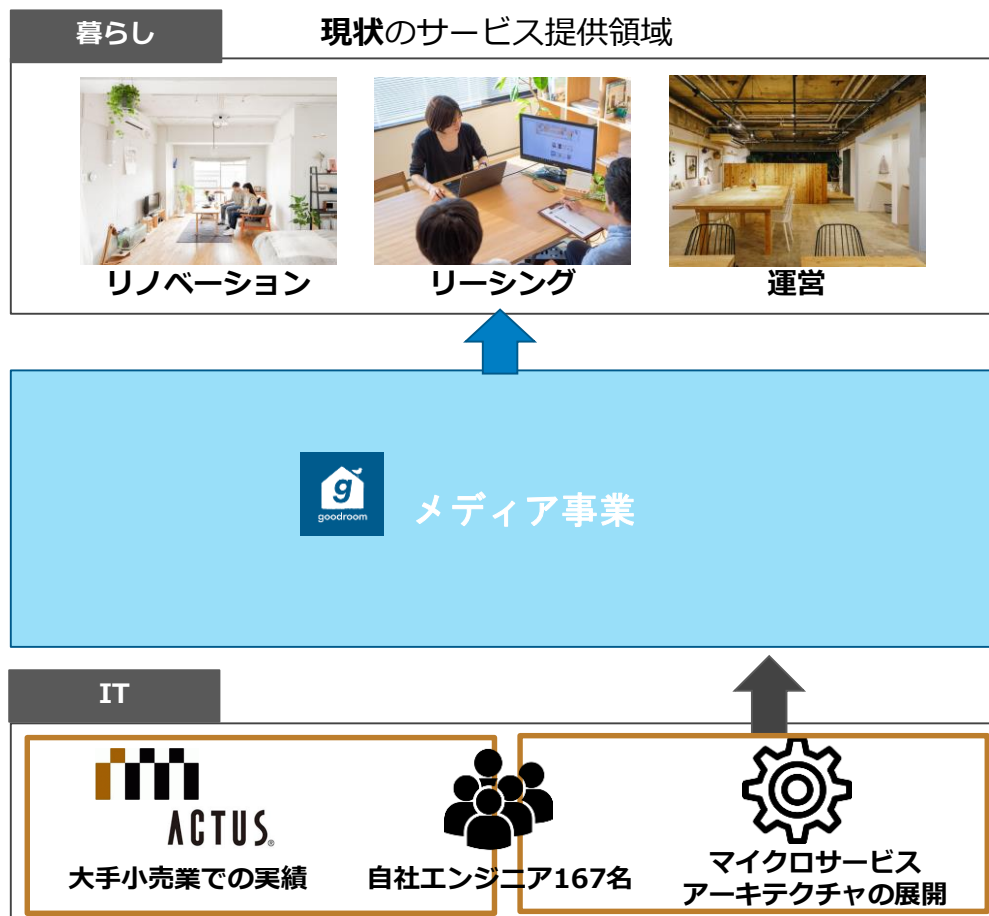 暮らし
現状のサービス提供領域
リノベーション
リーシング
運営
g
goodroom
メディア事業
IT
ACTUS®
大手小売業での実績
自社エンジニア167名
マイクロサービス
アーキテクチャの展開